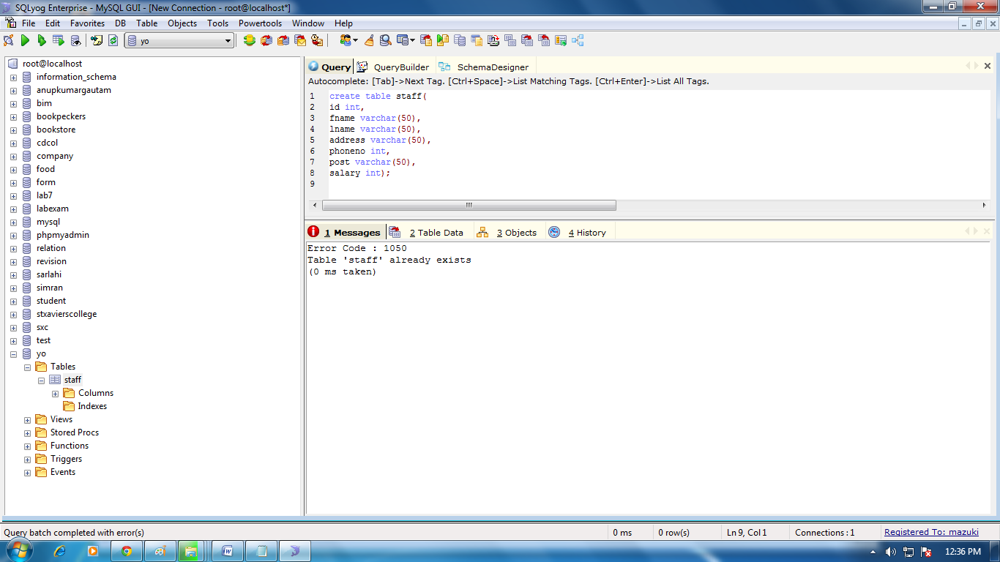 SQLyog Enterprise - MySQL GUI - [New Connection - root@localhost*]
File Edit Favorites DB Table Objects Tools Powertools Window Help
yo
root@localhost
information_schema
anupkumargautam
bim
bookpeckers
bookstore
cdcol
company
food
form
lab7
labexam
mysql
phpmyadmin
relation
revision
sarlahi
simran
student
stxavierscollege
sxc
test
yo
Tables
staff
Columns
Indexes
Views
Stored Procs
Functions
Triggers
Events
Query QueryBuilder SchemaDesigner
Autocomplete: [Tab]->Next Tag. [Ctrl+Space]->List Matching Tags. [Ctrl+Enter]->List All Tags.
1 create table staff(
2 id int,
3 fname varchar(50),
4 lname varchar(50),
5 address varchar(50),
6 phoneno int,
7 post varchar(50),
8 salary int);
9
1 Messages 2 Table Data 3 Objects 4 History
Error Code : 1050
Table 'staff' already exists
(0 ms taken)
Query batch completed with error(s) 0 ms 0 row(s) Ln 9, Col 1 Connections : 1 Registered To: mazuki
12:36 PM